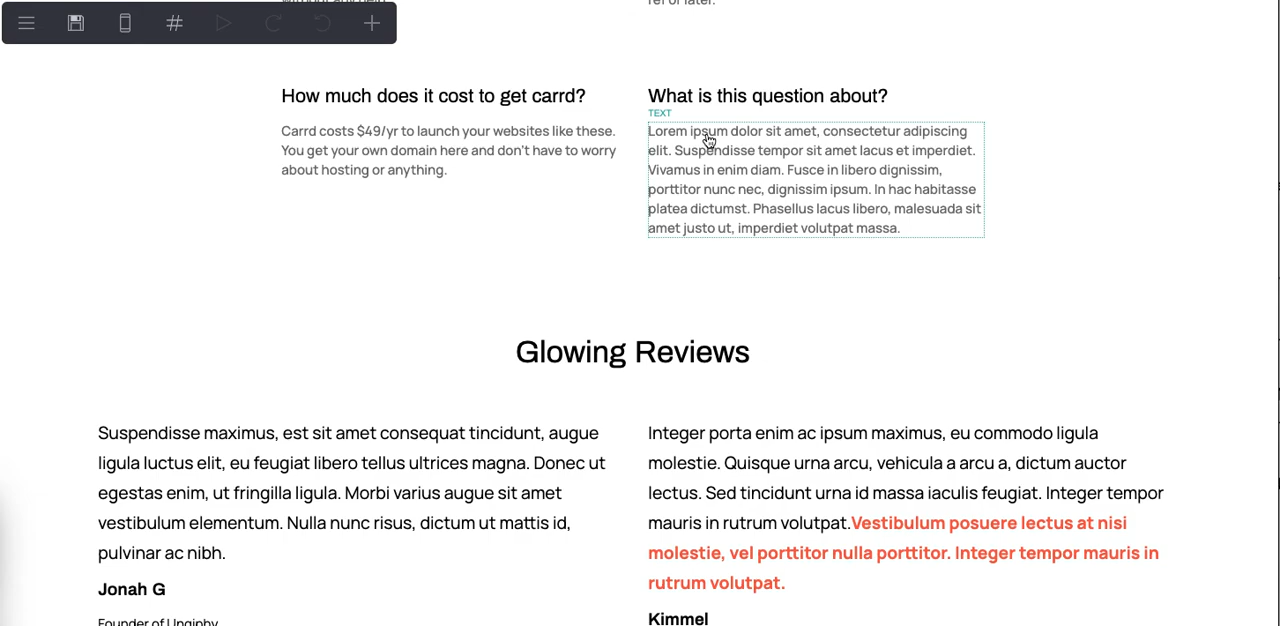 ref or later.
How much does it cost to get carrd?
Carrd costs $49/yr to launch your websites like these.
You get your own domain here and don't have to worry
about hosting or anything.
What is this question about?
TEXT
Lorem ipsum dolor sit amet, consectetur adipiscing
elit. Suspendisse tempor sit amet lacus et imperdiet.
Vivamus in enim diam. Fusce in libero dignissim,
porttitor nunc nec, dignissim ipsum. In hac habitasse
platea dictumst. Phasellus lacus libero, malesuada sit
amet justo ut, imperdiet volutpat massa.
Glowing Reviews
Suspendisse maximus, est sit amet consequat tincidunt, augue
ligula luctus elit, eu feugiat libero tellus ultrices magna. Donec ut
egestas enim, ut fringilla ligula. Morbi varius augue sit amet
vestibulum elementum. Nulla nunc risus, dictum ut mattis id,
pulvinar ac nibh.
Jonah G
Founder of Unginby
Integer porta enim ac ipsum maximus, eu commodo ligula
molestie. Quisque urna arcu, vehicula a arcu a, dictum auctor
lectus. Sed tincidunt urna id massa iaculis feugiat. Integer tempor
mauris in rutrum volutpat.Vestibulum posuere lectus at nisi
molestie, vel porttitor nulla porttitor. Integer tempor mauris in
rutrum volutpat.
Kimmel